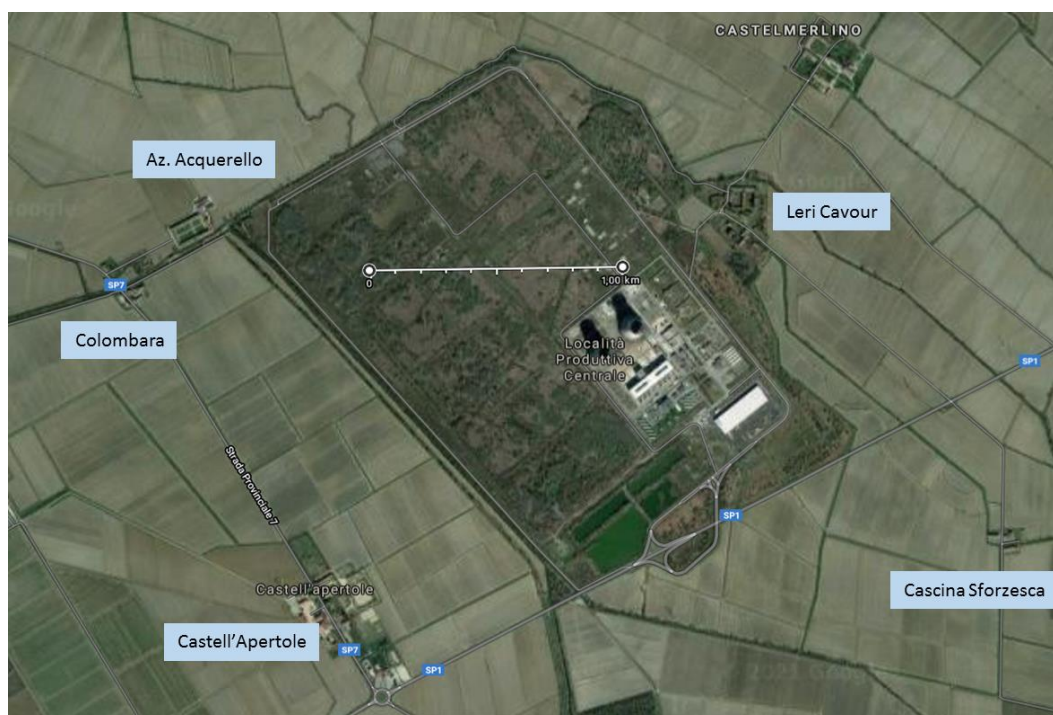 CASTELMERLINO
Az. Acquerello
Google
Leri Cavour
SP7
0
1,00 km
Colombara
Località
Produttiva
Centrale
SP1
Strada Provinciale 7
SP1
Castell'apertole
Cascina Sforzesca
Castell'Apertole
SP7
SP1